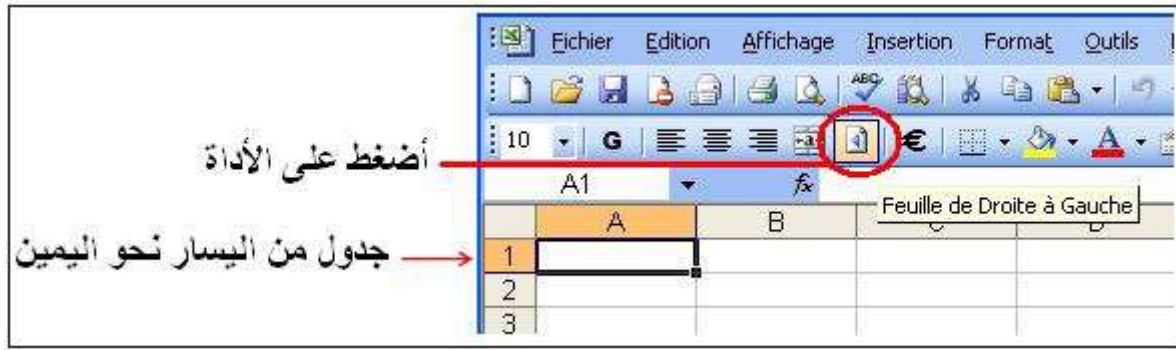 Fichier Edition Affichage Insertion Format Outils
ABC
10 G a €
أضغط على الأداة
A1 fx
Feuille de Droite à Gauche
A B C D
جدول من اليسار نحو اليمين
1
2
3